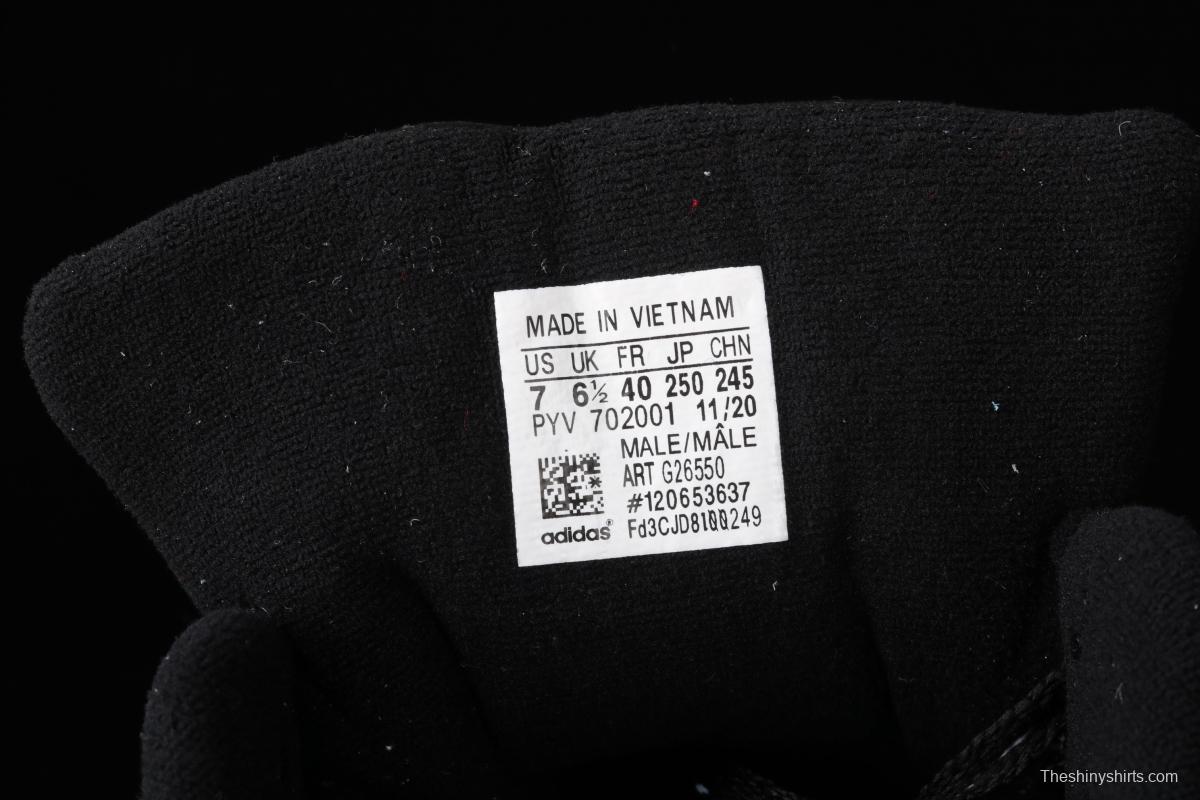 MADE IN VIETNAM
US UK FR JP CHN
7 6½ 40 250 245
PYV 702001 11/20
MALE/MÂLE
ART G26550
#120653637
Fd3CJD8100249
adidas®
Theshinyshirts.com